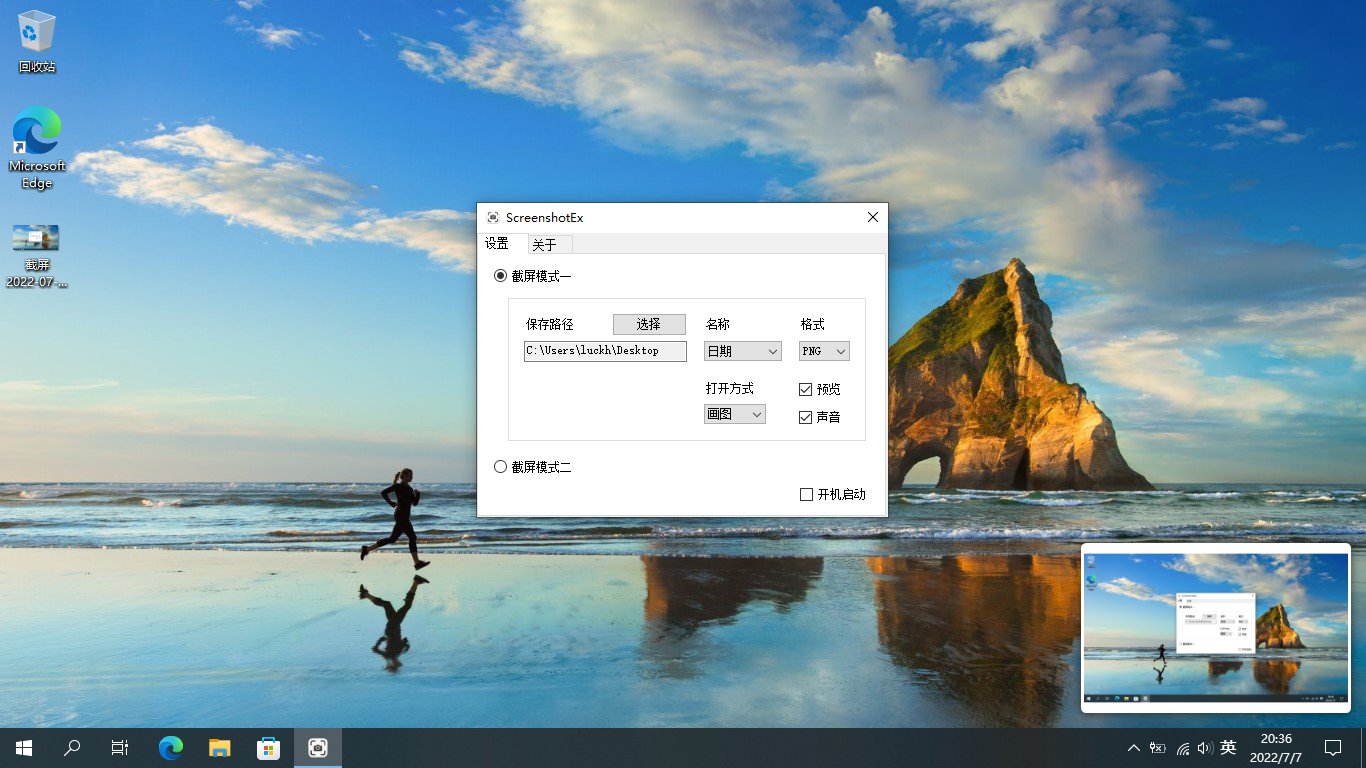 回收站
Microsoft
Edge
截屏
2022-07-...
ScreenshotEx
设置
关于
截屏模式一
保存路径
选择
名称
格式
C:\Users\luckh\Desktop
日期
PNG
打开方式
预览
画图
声音
截屏模式二
开机启动
英
20:36
2022/7/7